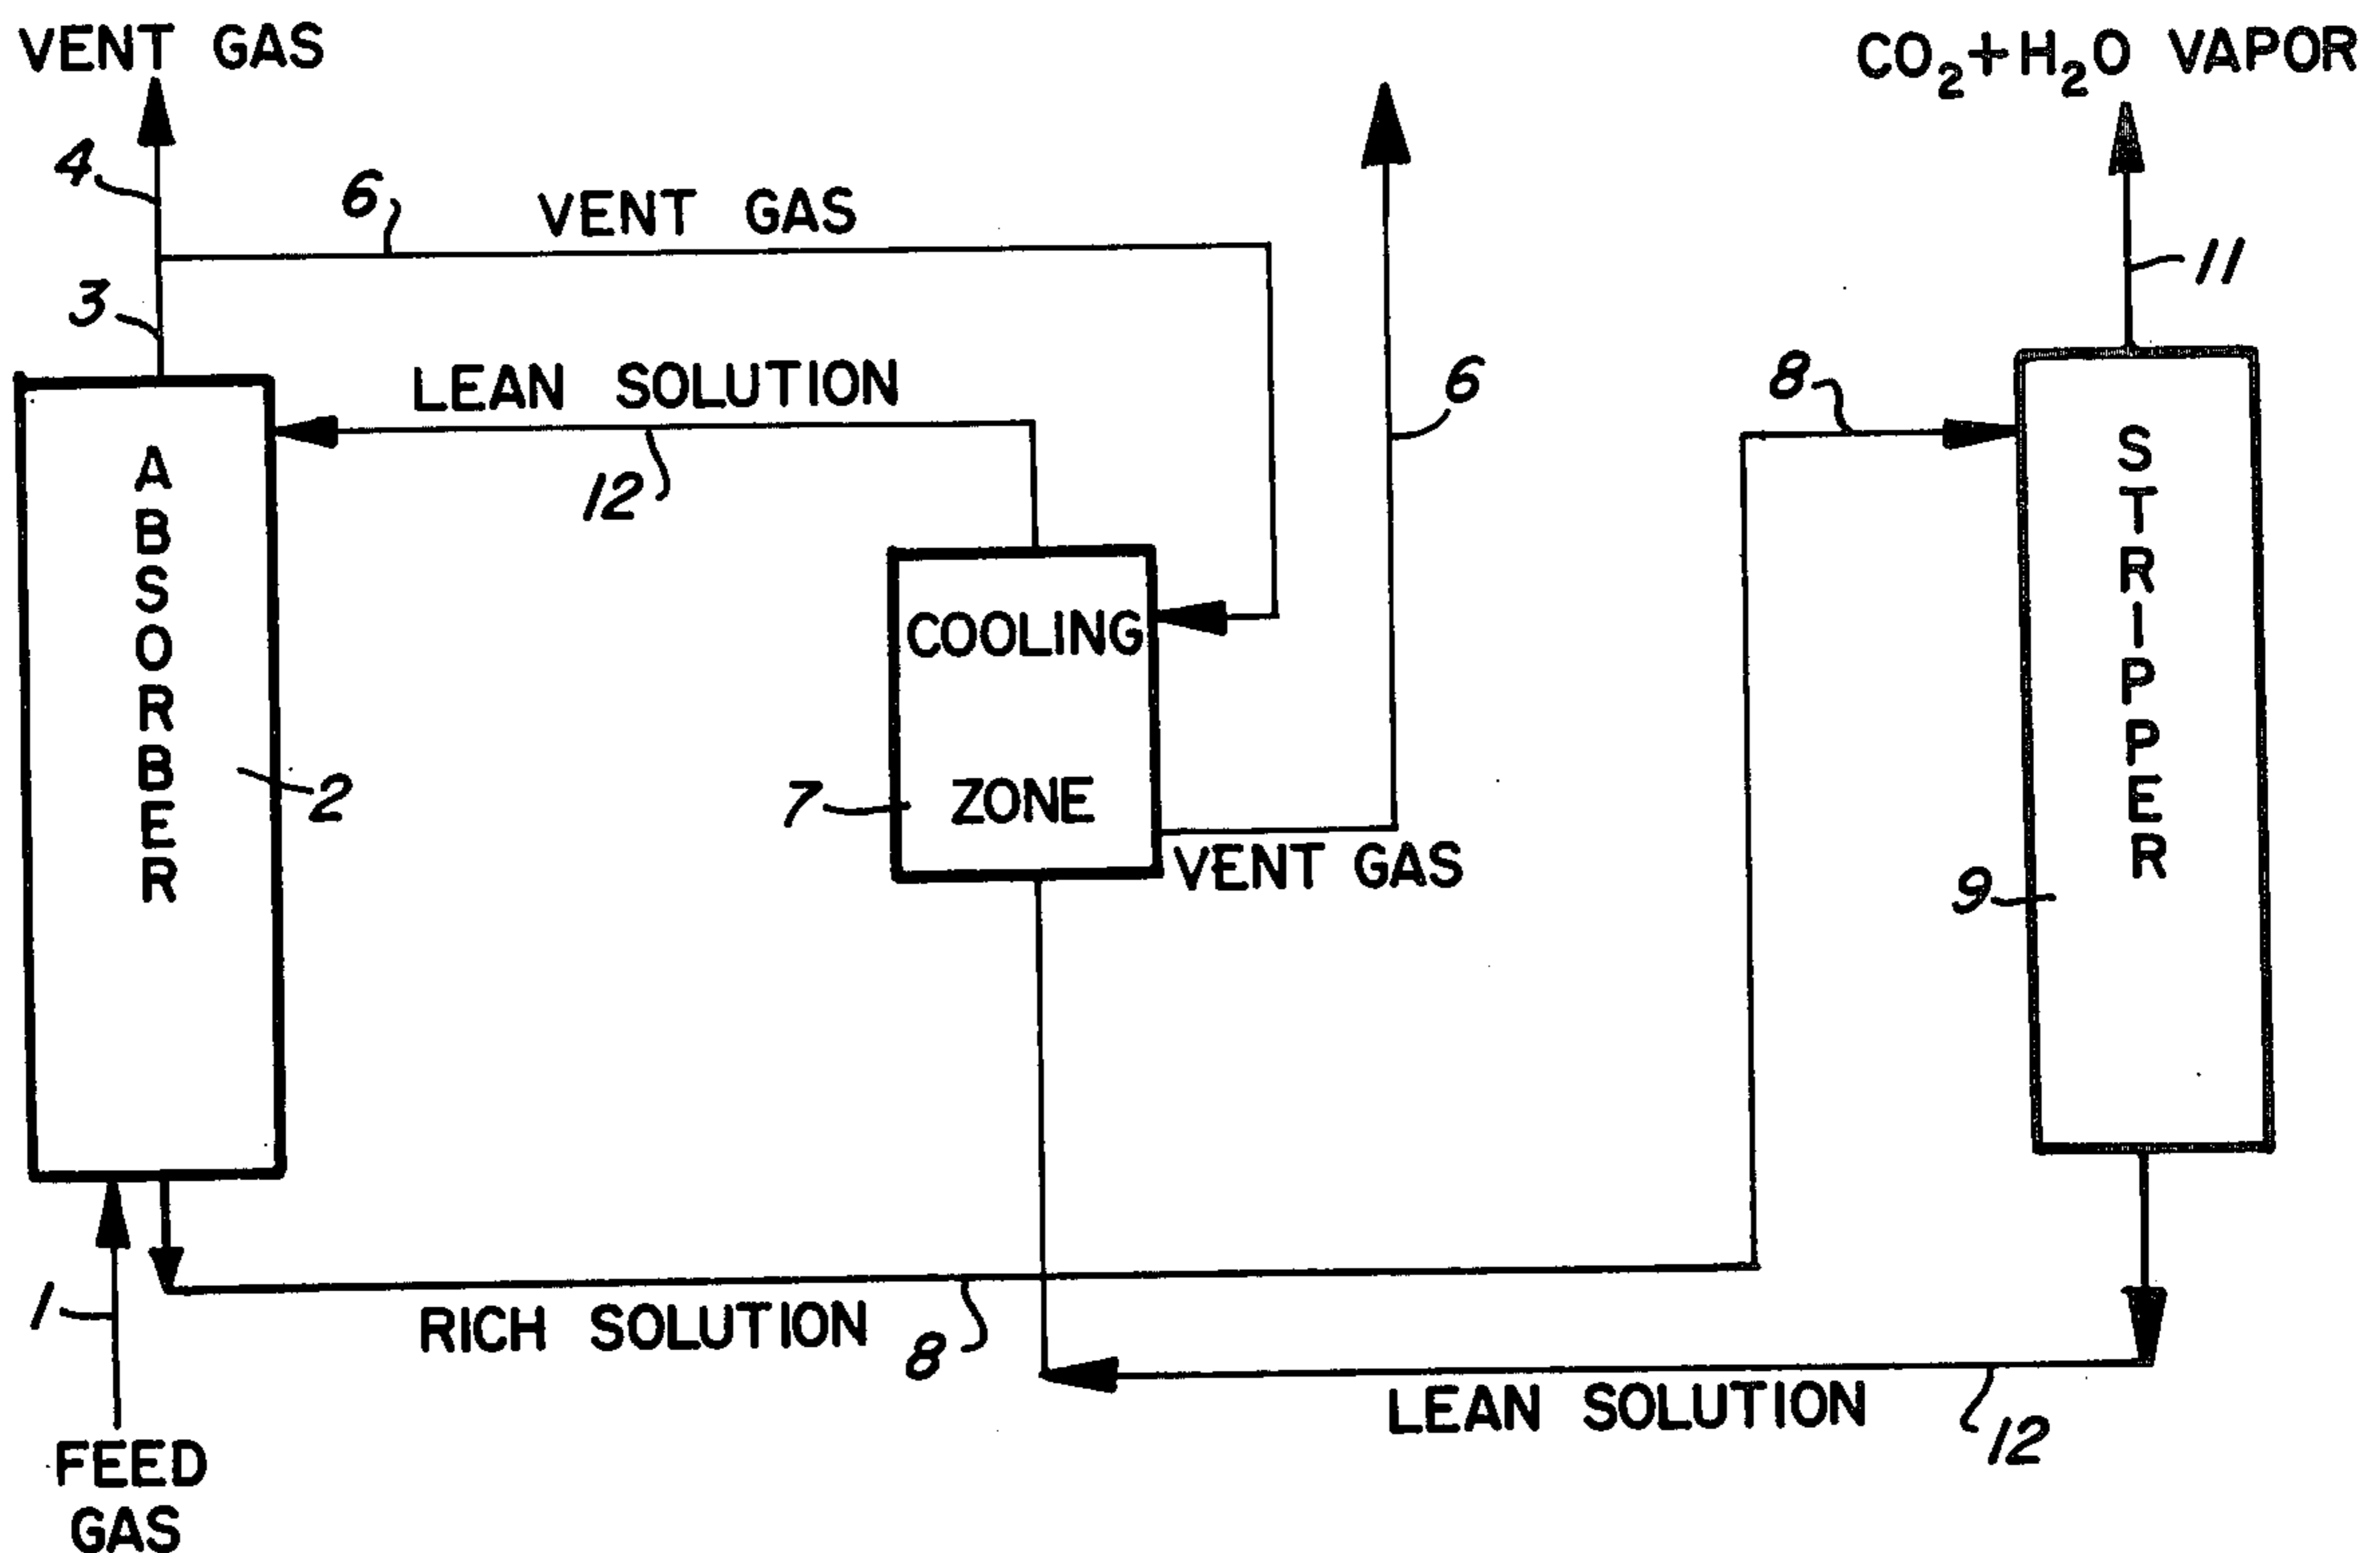 VENT GAS
CO2+H2O VAPOR
4
6
VENT GAS
11
3
LEAN SOLUTION
6
8
12
ABSORBER
STRIPPER
COOLING
ZONE
7
2
VENT GAS
9
1
RICH SOLUTION
8
LEAN SOLUTION
12
FEED
GAS